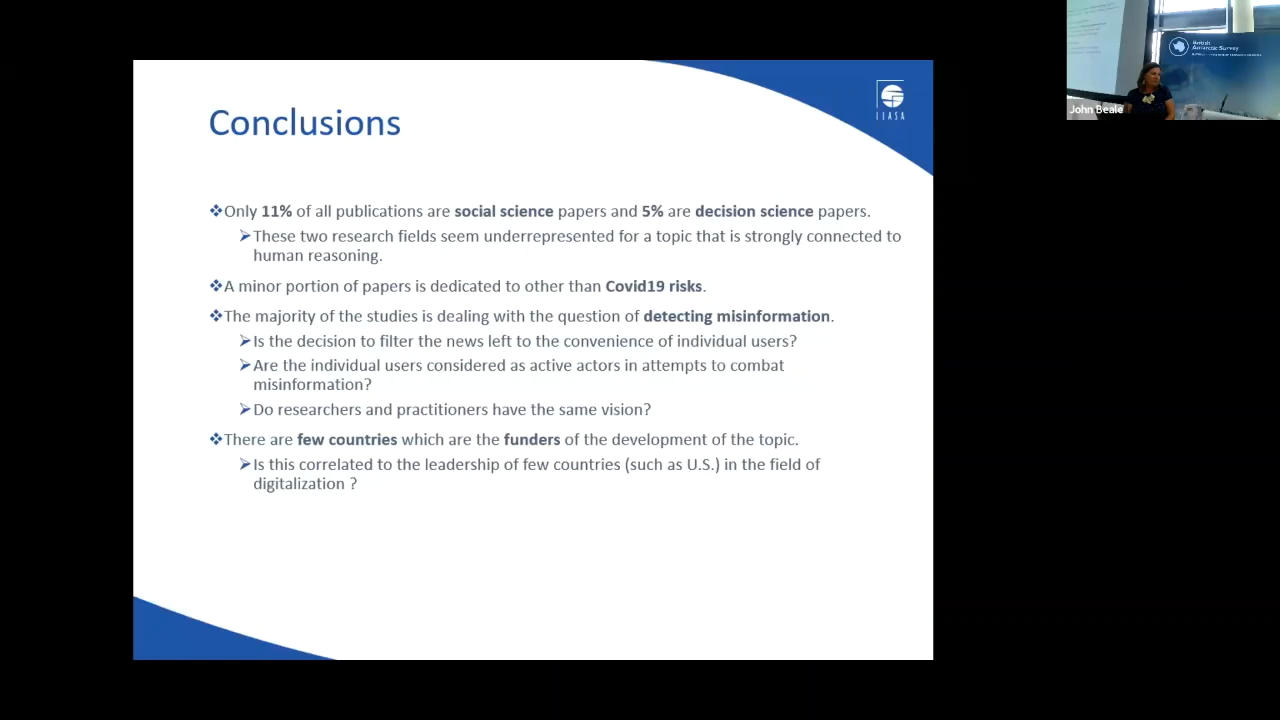 Conclusions
IIASA
❖Only 11% of all publications are social science papers and 5% are decision science papers.
➢These two research fields seem underrepresented for a topic that is strongly connected to
human reasoning.
❖A minor portion of papers is dedicated to other than Covid19 risks.
❖The majority of the studies is dealing with the question of detecting misinformation.
➢Is the decision to filter the news left to the convenience of individual users?
➢Are the individual users considered as active actors in attempts to combat
misinformation?
➢Do researchers and practitioners have the same vision?
❖There are few countries which are the funders of the development of the topic.
➢Is this correlated to the leadership of few countries (such as U.S.) in the field of
digitalization ?
British
Antarctic Survey
John Beale